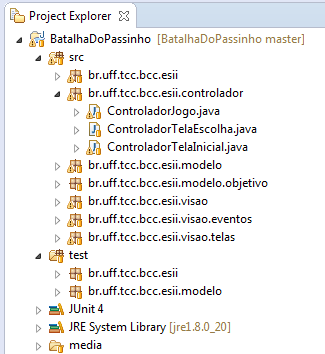 Project Explorer
BatalhaDoPassinho [BatalhaDoPassinho master]
src
br.uff.tcc.bcc.esii
br.uff.tcc.bcc.esii.controlador
ControladorJogo.java
ControladorTelaEscolha.java
ControladorTelaInicial.java
br.uff.tcc.bcc.esii.modelo
br.uff.tcc.bcc.esii.modelo.objetivo
br.uff.tcc.bcc.esii.visao
br.uff.tcc.bcc.esii.visao.eventos
br.uff.tcc.bcc.esii.visao.telas
test
br.uff.tcc.bcc.esii
br.uff.tcc.bcc.esii.modelo
JUnit 4
JRE System Library [jre1.8.0_20]
media